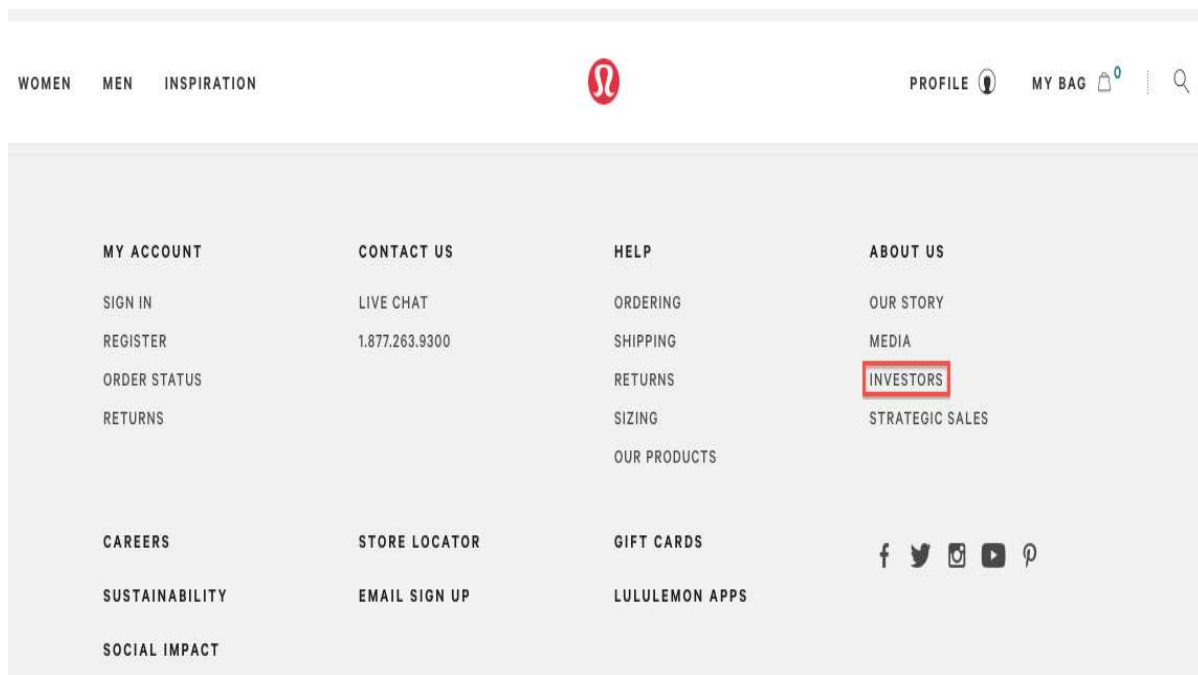 WOMEN MEN INSPIRATION PROFILE MY BAG 0
MY ACCOUNT
SIGN IN
REGISTER
ORDER STATUS
RETURNS
CONTACT US
LIVE CHAT
1.877.263.9300
HELP
ORDERING
SHIPPING
RETURNS
SIZING
OUR PRODUCTS
ABOUT US
OUR STORY
MEDIA
INVESTORS
STRATEGIC SALES
CAREERS
SUSTAINABILITY
SOCIAL IMPACT
STORE LOCATOR
EMAIL SIGN UP
GIFT CARDS
LULULEMON APPS